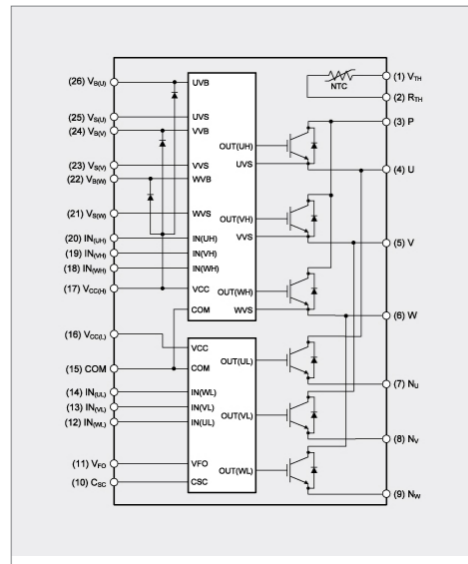 (26) VB(U)
(25) VS(U)
(24) VB(V)
(23) VS(V)
(22) VB(W)
(21) VS(W)
(20) IN(UH)
(19) IN(VH)
(18) IN(WH)
(17) VCC(H)
(16) VCC(L)
(15) COM
(14) IN(UL)
(13) IN(VL)
(12) IN(WL)
(11) VFO
(10) CSC
UVB
UVS
VVB
VVS
WVB
WVS
IN(UH)
IN(VH)
IN(WH)
VCC
COM
OUT(UH)
UVS
OUT(VH)
VVS
OUT(WH)
WVS
VCC
COM
IN(WL)
IN(VL)
IN(UL)
VFO
CSC
OUT(UL)
OUT(VL)
OUT(WL)
NTC
(1) VTH
(2) RTH
(3) P
(4) U
(5) V
(6) W
(7) NU
(8) NV
(9) NW